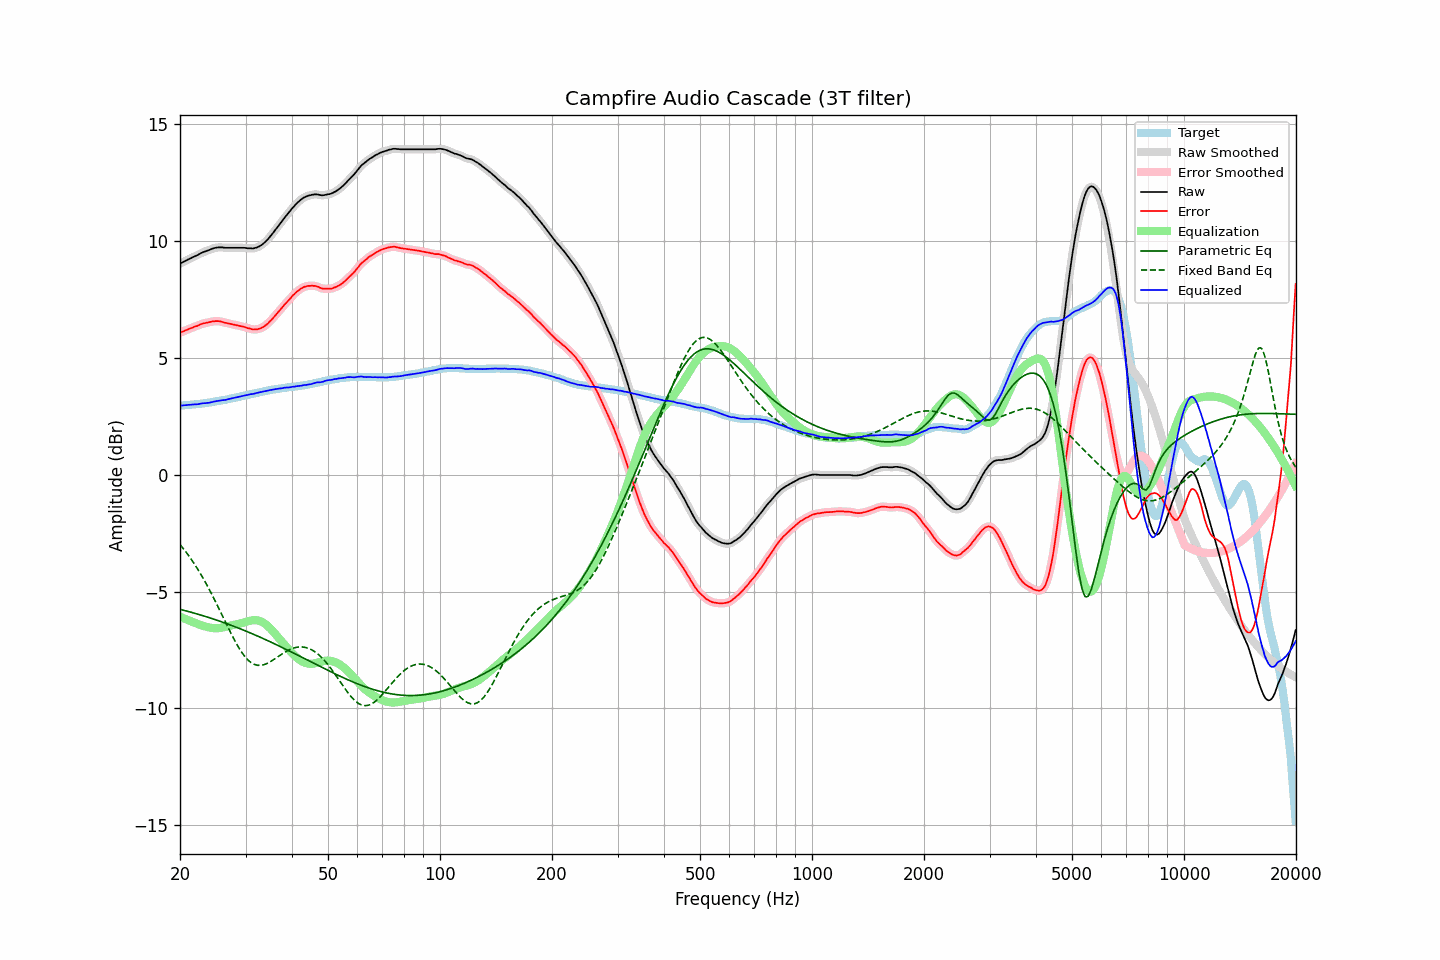 Campfire Audio Cascade (3T filter)
15
10
5
0
−5
−10
−15
Amplitude (dBr)
Target
Raw Smoothed
Error Smoothed
Raw
Error
Equalization
Parametric Eq
Fixed Band Eq
Equalized
20 50 100 200 500 1000 2000 5000 10000 20000
Frequency (Hz)